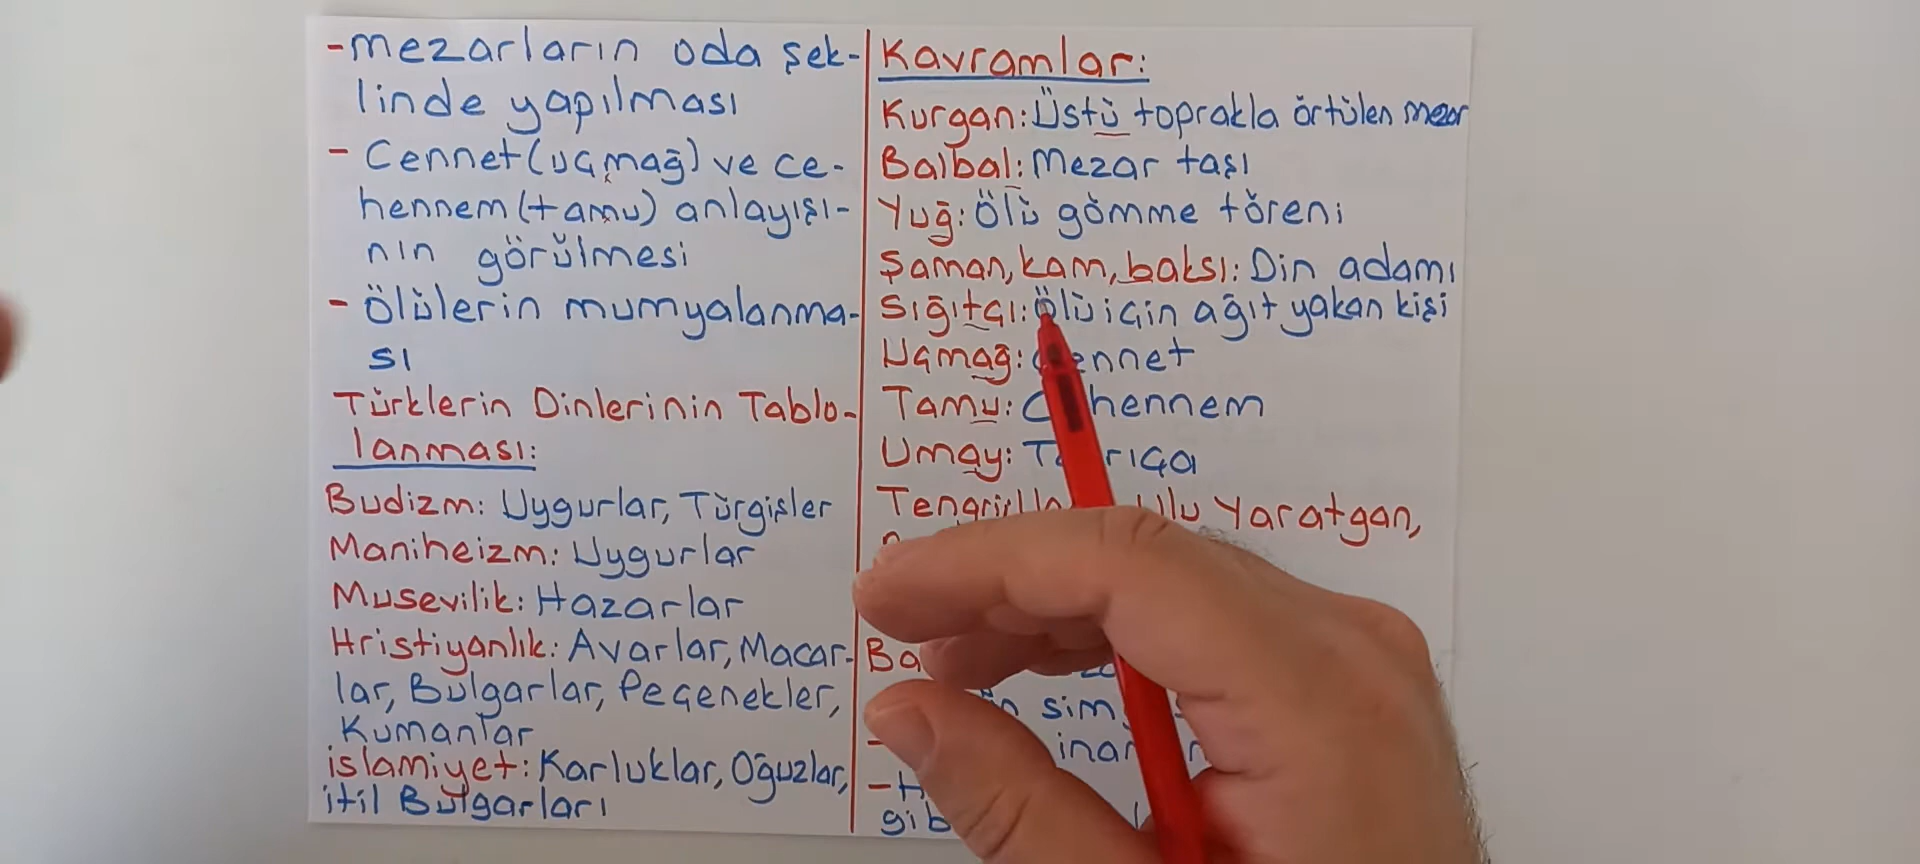 -mezarların oda şek-
linde yapılması
- Cennet(uçmağ) ve ce-
hennem(tamu) anlayışı-
nın görülmesi
- Ölülerin mumyalanma-
sı
Türklerin Dinlerinin Tablo-
lanması:
Budizm: Uygurlar, Türgişler
Maniheizm: Uygurlar
Musevilik: Hazarlar
Hristiyanlık: Avarlar, Macar-
lar, Bulgarlar, Peçenekler,
Kumanlar
islamiyet: Karluklar, Oğuzlar,
itil Bulgarları
Kavramlar:
Kurgan: Üstü toprakla örtülen mezar
Balbal: Mezar taşı
Yuğ: Ölü gömme töreni
Şaman, kam, baksı: Din adamı
Sığıtçı: Ölü için ağıt yakan kişi
Uçmağ: Cennet
Tamu:
Umay:
Yaratgan,